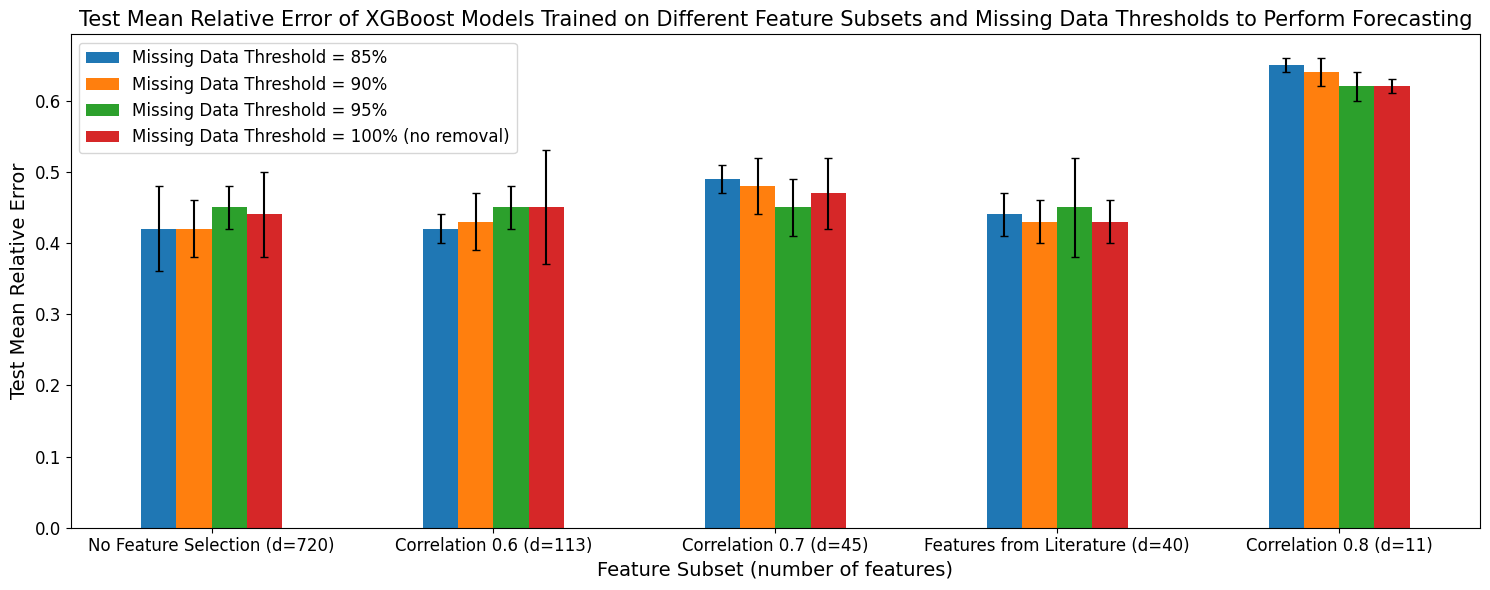 Test Mean Relative Error of XGBoost Models Trained on Different Feature Subsets and Missing Data Thresholds to Perform Forecasting
Missing Data Threshold = 85%
Missing Data Threshold = 90%
Missing Data Threshold = 95%
Missing Data Threshold = 100% (no removal)
Test Mean Relative Error
0.6
0.5
0.4
0.3
0.2
0.1
0.0
No Feature Selection (d=720)
Correlation 0.6 (d=113)
Correlation 0.7 (d=45)
Features from Literature (d=40)
Correlation 0.8 (d=11)
Feature Subset (number of features)